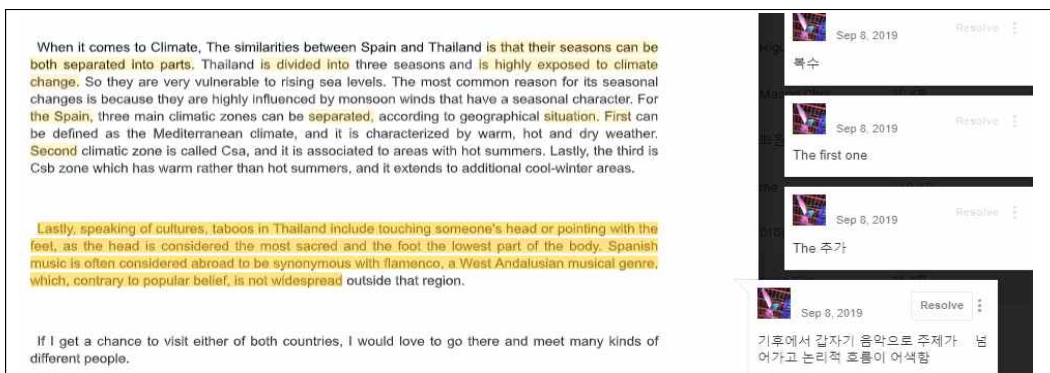 When it comes to Climate, The similarities between Spain and Thailand is that their seasons can be
both separated into parts. Thailand is divided into three seasons and is highly exposed to climate
change. So they are very vulnerable to rising sea levels. The most common reason for its seasonal
changes is because they are highly influenced by monsoon winds that have a seasonal character. For
the Spain, three main climatic zones can be separated, according to geographical situation. First can
be defined as the Mediterranean climate, and it is characterized by warm, hot and dry weather.
Second climatic zone is called Csa, and it is associated to areas with hot summers. Lastly, the third is
Csb zone which has warm rather than hot summers, and it extends to additional cool-winter areas.
Lastly, speaking of cultures, taboos in Thailand include touching someone's head or pointing with the
feet, as the head is considered the most sacred and the foot the lowest part of the body. Spanish
music is often considered abroad to be synonymous with flamenco, a West Andalusian musical genre,
which, contrary to popular belief, is not widespread outside that region.
If I get a chance to visit either of both countries, I would love to go there and meet many kinds of
different people.
Sep 8, 2019 Resolve
복수
Sep 8, 2019 Resolve
The first one
Sep 8, 2019 Resolve
The 추가
Sep 8, 2019 Resolve
기후에서 갑자기 음악으로 주제가 넘
어가고 논리적 흐름이 어색함